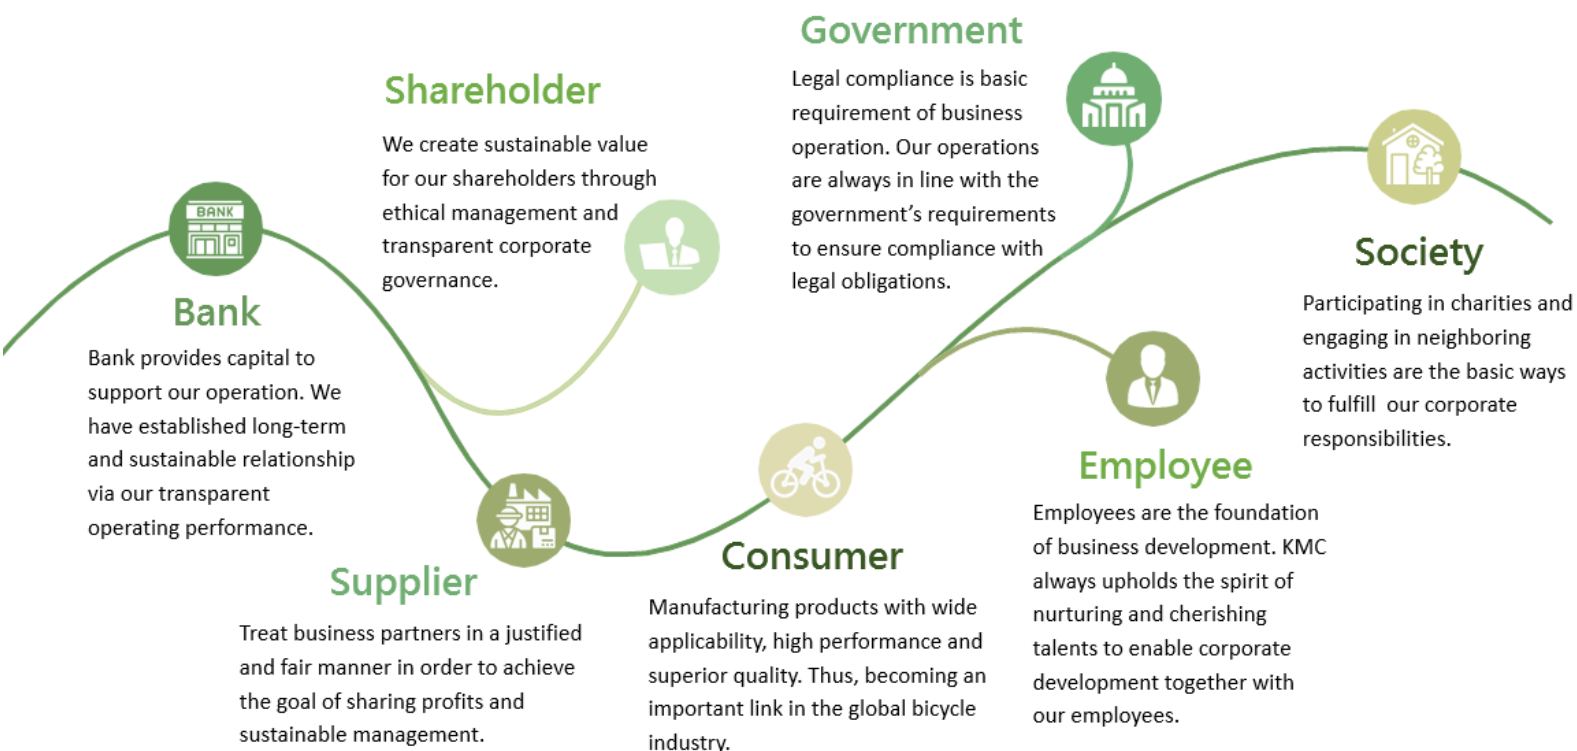 BANK
Bank
Bank provides capital to
support our operation. We
have established long-term
and sustainable relationship
via our transparent
operating performance.
Shareholder
We create sustainable value
for our shareholders through
ethical management and
transparent corporate
governance.
Supplier
Treat business partners in a justified
and fair manner in order to achieve
the goal of sharing profits and
sustainable management.
Consumer
Manufacturing products with wide
applicability, high performance and
superior quality. Thus, becoming an
important link in the global bicycle
industry.
Government
Legal compliance is basic
requirement of business
operation. Our operations
are always in line with the
government’s requirements
to ensure compliance with
legal obligations.
Employee
Employees are the foundation
of business development. KMC
always upholds the spirit of
nurturing and cherishing
talents to enable corporate
development together with
our employees.
Society
Participating in charities and
engaging in neighboring
activities are the basic ways
to fulfill  our corporate
responsibilities.